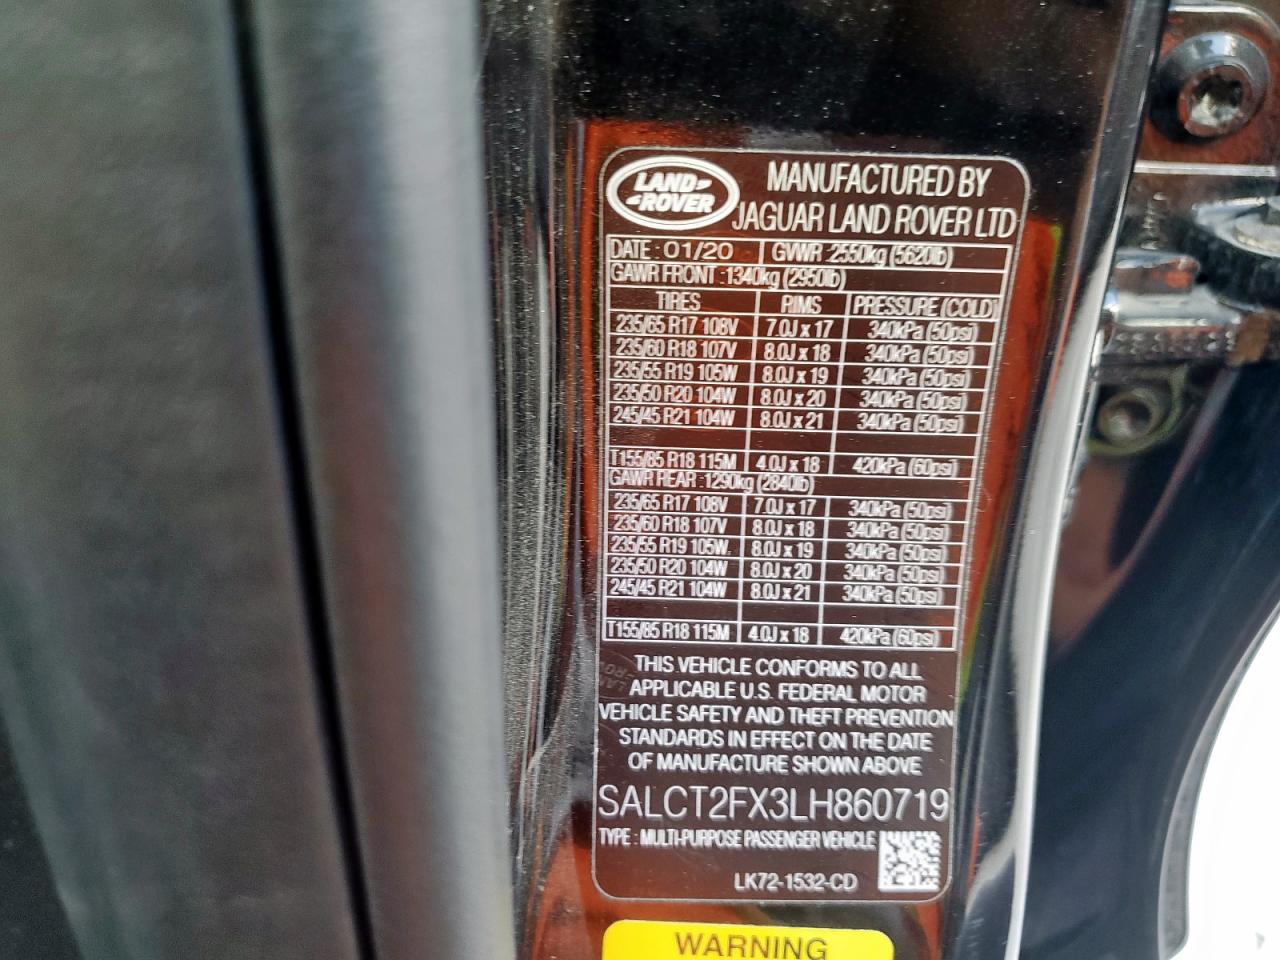 LAND-
-ROVER
MANUFACTURED BY
JAGUAR LAND ROVER LTD
DATE : 01/20 GVWR :2550kg (5620lb)
GAWR FRONT :1340kg (2950lb)
TIRES RIMS PRESSURE (COLD)
235/65 R17 108V 7.0J x 17 340kPa (50psi)
235/60 R18 107V 8.0J x 18 340kPa (50psi)
235/55 R19 105W 8.0J x 19 340kPa (50psi)
235/50 R20 104W 8.0J x 20 340kPa (50psi)
245/45 R21 104W 8.0J x 21 340kPa (50psi)
T155/85 R18 115M 4.0J x 18 420kPa (60psi)
GAWR REAR :1290kg (2840lb)
235/65 R17 108V 7.0J x 17 340kPa (50psi)
235/60 R18 107V 8.0J x 18 340kPa (50psi)
235/55 R19 105W 8.0J x 19 340kPa (50psi)
235/50 R20 104W 8.0J x 20 340kPa (50psi)
245/45 R21 104W 8.0J x 21 340kPa (50psi)
T155/85 R18 115M 4.0J x 18 420kPa (60psi)
THIS VEHICLE CONFORMS TO ALL
APPLICABLE U.S. FEDERAL MOTOR
VEHICLE SAFETY AND THEFT PREVENTION
STANDARDS IN EFFECT ON THE DATE
OF MANUFACTURE SHOWN ABOVE
SALCT2FX3LH860719
TYPE : MULTI-PURPOSE PASSENGER VEHICLE
LK72-1532-CD
WARNING